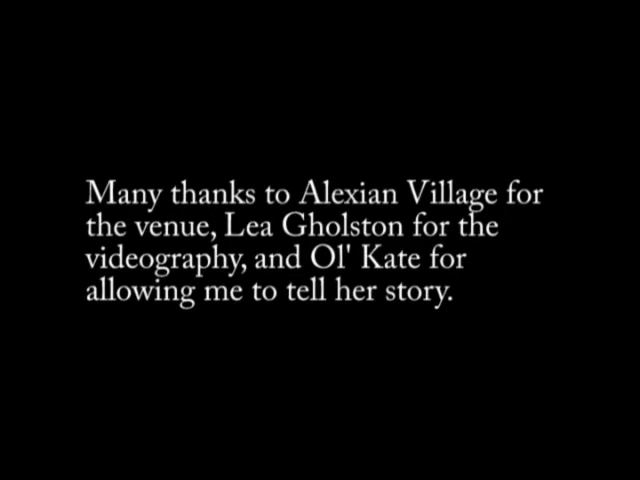 Many thanks to Alexian Village for
the venue, Lea Gholston for the
videography, and Ol' Kate for
allowing me to tell her story.